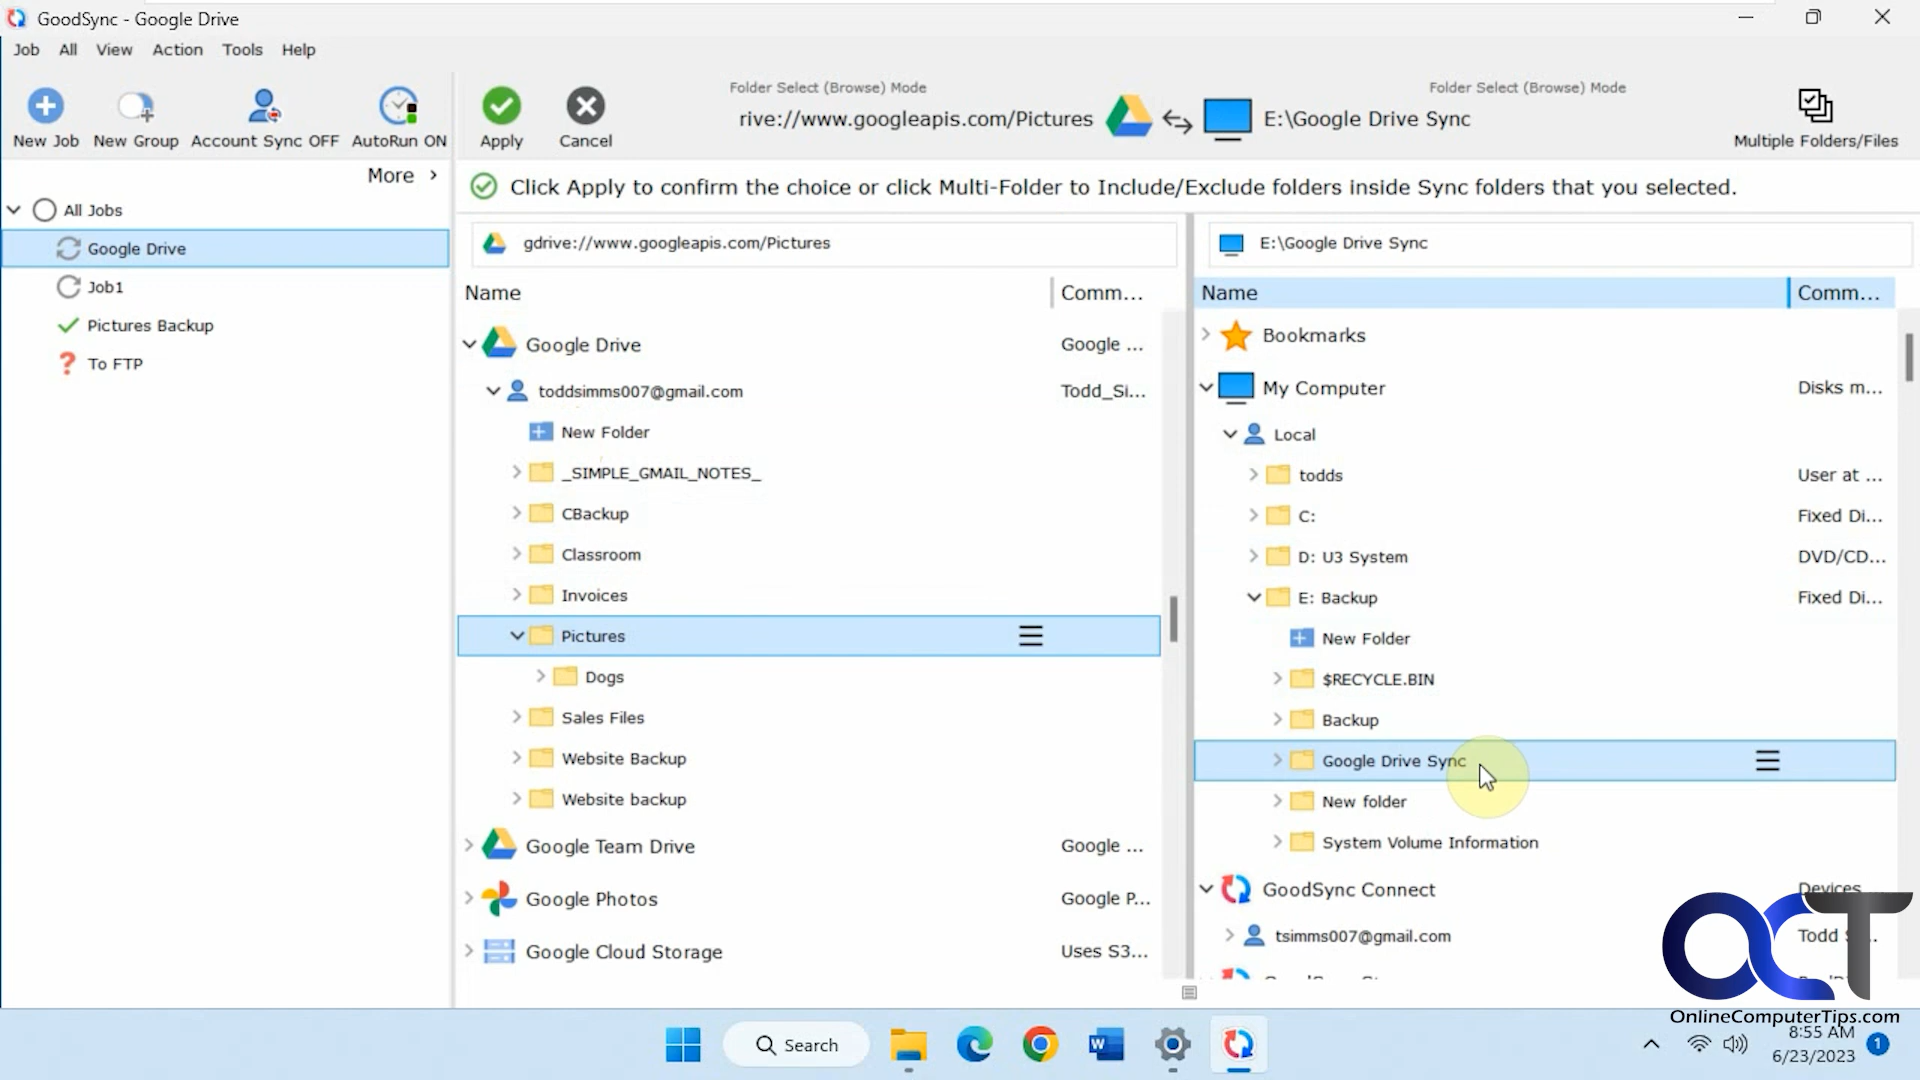 GoodSync - Google Drive
Job All View Action Tools Help
New Job New Group Account Sync OFF AutoRun ON
More
Apply Cancel
Folder Select (Browse) Mode
rive://www.googleapis.com/Pictures
Folder Select (Browse) Mode
E:\Google Drive Sync
Multiple Folders/Files
Click Apply to confirm the choice or click Multi-Folder to Include/Exclude folders inside Sync folders that you selected.
All Jobs
Google Drive
Job1
Pictures Backup
To FTP
gdrive://www.googleapis.com/Pictures
Name Comm...
Google Drive Google ...
toddsimms007@gmail.com Todd_Si...
New Folder
_SIMPLE_GMAIL_NOTES_
CBackup
Classroom
Invoices
Pictures
Dogs
Sales Files
Website Backup
Website backup
Google Team Drive Google ...
Google Photos Google P...
Google Cloud Storage Uses S3...
E:\Google Drive Sync
Name Comm...
Bookmarks
My Computer Disks m...
Local
todds User at ...
C: Fixed Di...
D: U3 System DVD/CD...
E: Backup Fixed Di...
New Folder
$RECYCLE.BIN
Backup
Google Drive Sync
New folder
System Volume Information
GoodSync Connect Devices
tsimms007@gmail.com Todd
OCT
OnlineComputerTips.com
Search
8:55 AM
6/23/2023
1